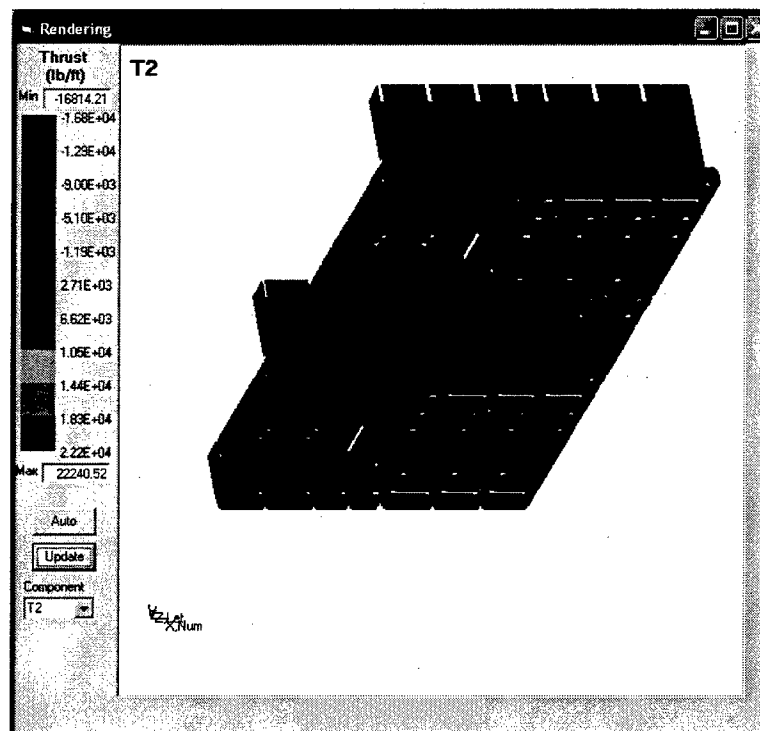 Rendering
Thrust
(lb/ft)
T2
Min -16814.21
-1.68E+04
-1.29E+04
-9.00E+03
-5.10E+03
-1.19E+03
2.71E+03
6.62E+03
1.05E+04
1.44E+04
1.83E+04
2.22E+04
Max 22240.52
Auto
Update
Component
T2